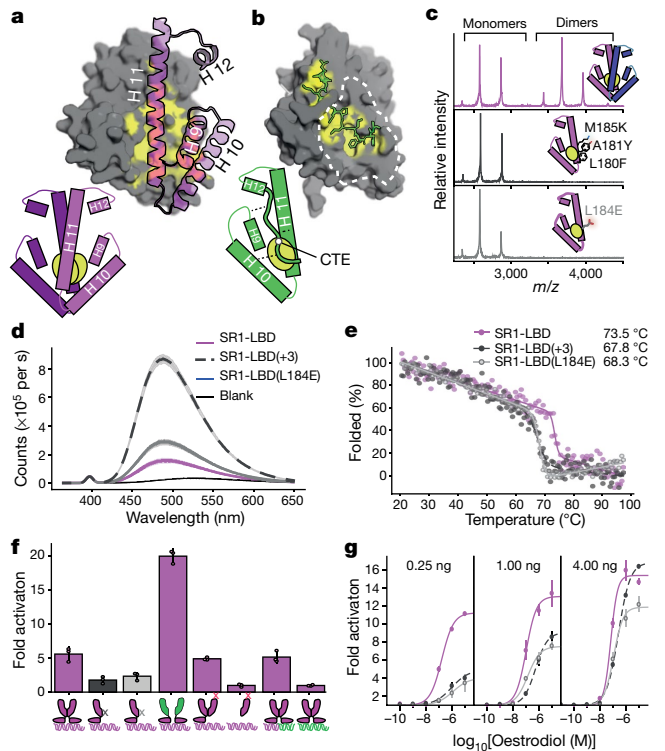 a
H 11
H 12
H9
H 10
H 11
H12
H9
H 10
b
H12
H 11
H9
H 10
CTE
c
Monomers
Dimers
Relative intensity
M185K
A181Y
L180F
L184E
3,000
4,000
m/z
d
SR1-LBD
SR1-LBD(+3)
SR1-LBD(L184E)
Blank
Counts (×10⁵ per s)
8
6
4
2
0
400
450
500
550
600
650
Wavelength (nm)
e
SR1-LBD 73.5 °C
SR1-LBD(+3) 67.8 °C
SR1-LBD(L184E) 68.3 °C
Folded (%)
100
80
60
40
20
0
20 30 40 50 60 70 80 90 100
Temperature (°C)
f
Fold activaton
20
15
10
5
0
x
x
x
x
g
Fold activaton
0.25 ng
1.00 ng
4.00 ng
16
14
12
10
8
6
4
2
−10 −8 −6 −10 −8 −6 −10 −8 −6
log₁₀[Oestrodiol (M)]